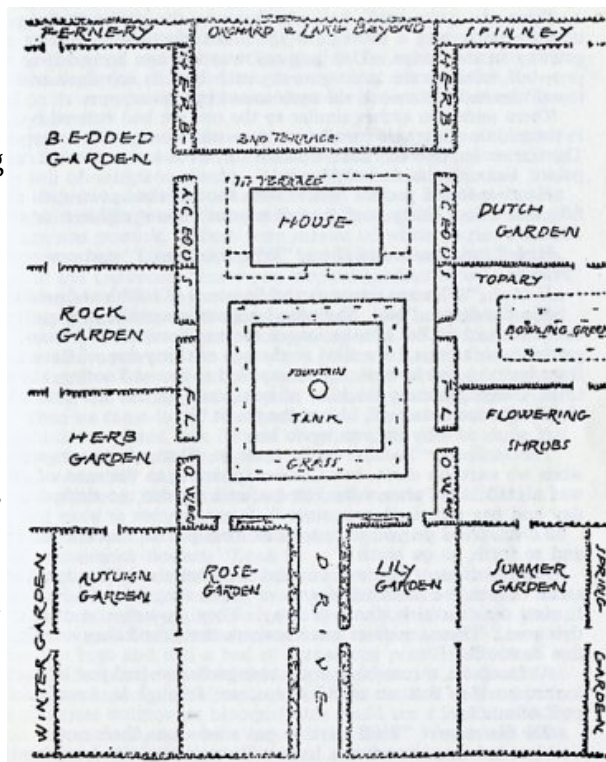 FERNERY
ORCHARD & LAKE BEYOND
SPINNEY
HERB
HERB
BEDDED
GARDEN
2ND TERRACE
1ST TERRACE
HOUSE
DUTCH
GARDEN
TOPARY
ROCK
GARDEN
BOWLING GREEN
FOUNTAIN
TANK
FLOWERING
SHRUBS
HERB
GARDEN
GRASS
AUTUMN
GARDEN
ROSE-
GARDEN
LILY
GARDEN
SUMMER
GARDEN
WINTER GARDEN
SPRING
GARDEN